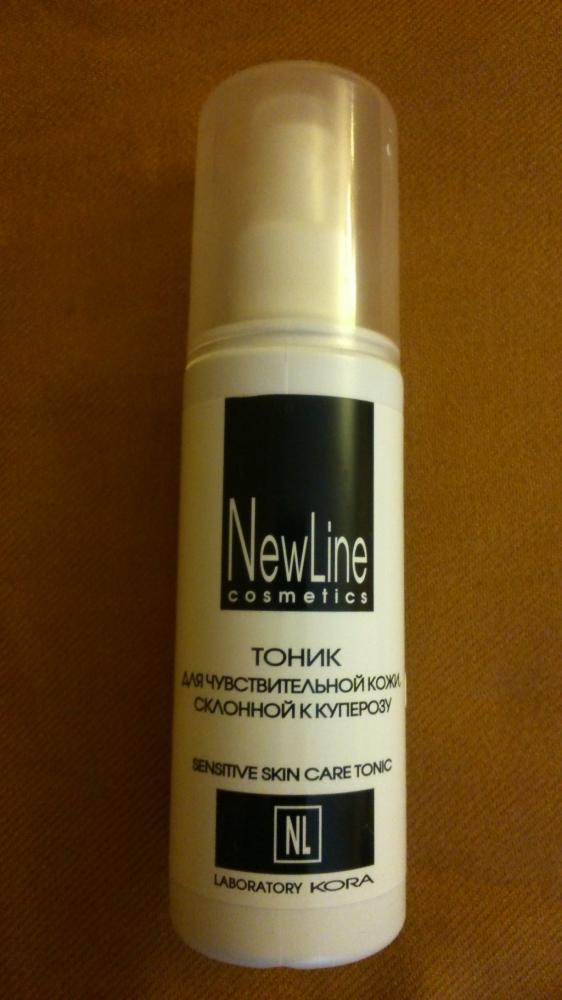 NewLine
cosmetics
ТОНИК
ДЛЯ ЧУВСТВИТЕЛЬНОЙ КОЖИ,
СКЛОННОЙ К КУПЕРОЗУ
SENSITIVE SKIN CARE TONIC
NL
LABORATORY KORA